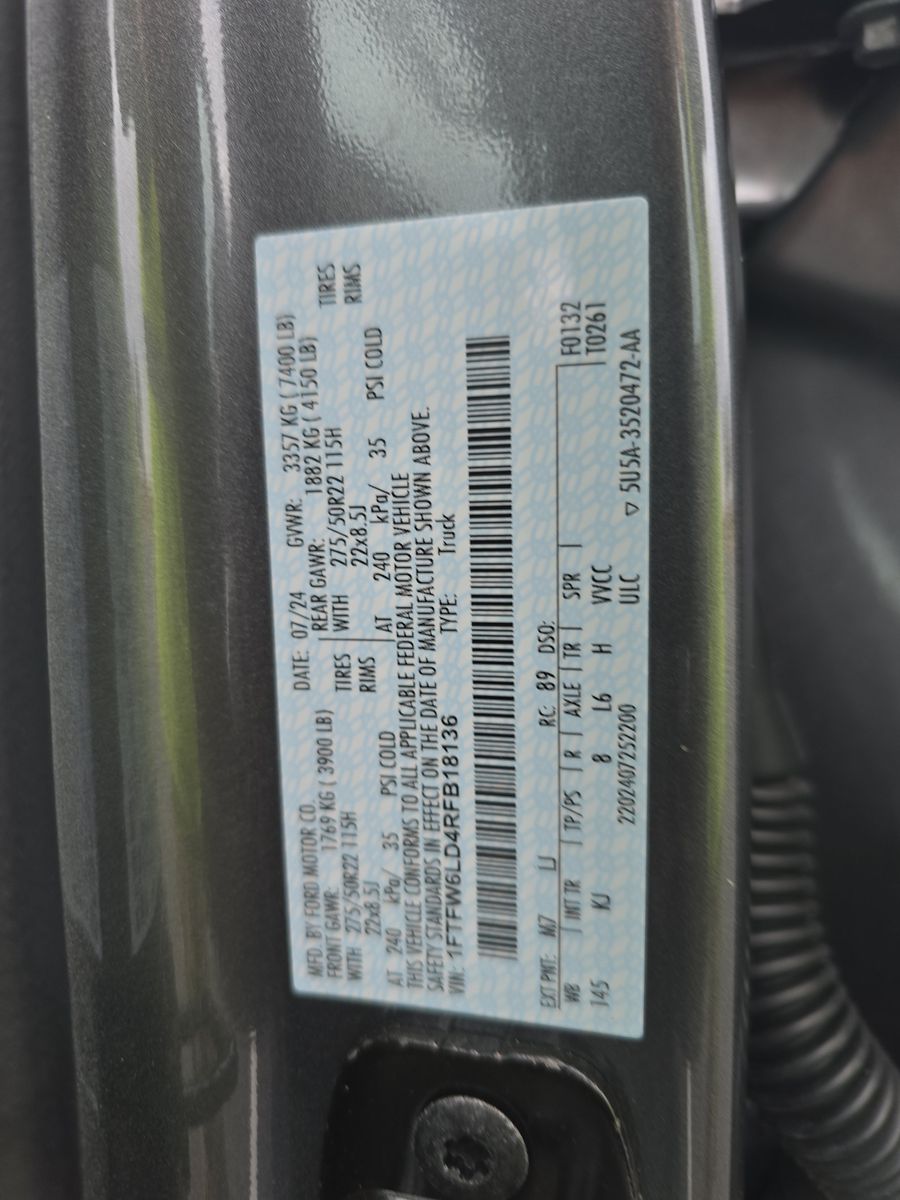 MFD. BY FORD MOTOR CO. DATE: 07/24 GVWR: 3357 KG ( 7400 LB)
FRONT GAWR: 1769 KG ( 3900 LB) REAR GAWR: 1882 KG ( 4150 LB)
WITH 275/50R22 115H TIRES WITH 275/50R22 115H TIRES
22x8.5J RIMS 22x8.5J RIMS
AT 240 kPa/ 35 PSI COLD AT 240 kPa/ 35 PSI COLD
THIS VEHICLE CONFORMS TO ALL APPLICABLE FEDERAL MOTOR VEHICLE
SAFETY STANDARDS IN EFFECT ON THE DATE OF MANUFACTURE SHOWN ABOVE.
VIN: 1FTFW6LD4RFB18136 TYPE: Truck
EXT PNT: M7 LJ RC: 89 DSO:
WB INT TR TP/PS R AXLE TR SPR F0132
145 KJ 8 L6 H VVCC T0261
2202407252200 ULC ▽ 5U5A-3520472-AA